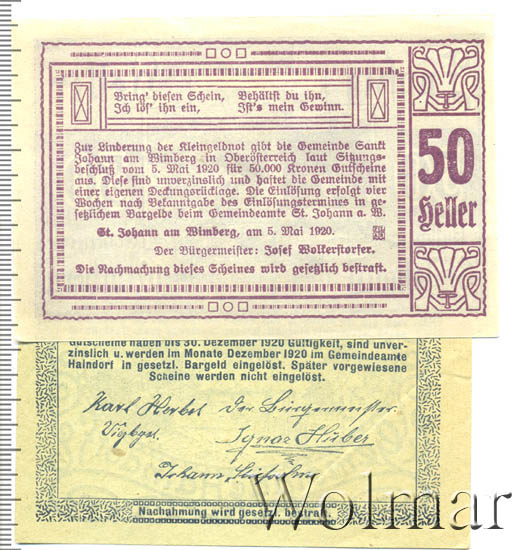 Bring' diesen Schein, Behältst du ihn,
Ich lös' ihn ein, Ist's mein Gewinn.
Zur Linderung der Kleingeldnot gibt die Gemeinde Sankt
Johann am Wimberg in Oberösterreich laut Sitzungs-
beschluß vom 5. Mai 1920 für 50.000 Kronen Gutscheine
aus. Diese sind unverzinslich und haftet die Gemeinde mit
einer eigenen Deckungsrücklage. Die Einlösung erfolgt vier
Wochen nach Bekanntgabe des Einlösungstermines in ge-
setzlichem Bargelde beim Gemeindeamte St. Johann a. W.
St. Johann am Wimberg, am 5. Mai 1920.
Der Bürgermeister: Josef Wolkerstorfer.
Die Nachmachung dieses Scheines wird gesetzlich bestraft.
50
Heller
Gutscheine haben bis 30. Dezember 1920 Gültigkeit, sind unver-
zinslich u. werden im Monate Dezember 1920 im Gemeindeamte
Haindorf in gesetzl. Bargeld eingelöst. Später vorgewiesene
Scheine werden nicht eingelöst.
Karl Herbel Der Bürgermeister
Vizbgst. Ignaz Huber
Johann
Nachahmung wird gesetzl. bestraft.
Wolmar